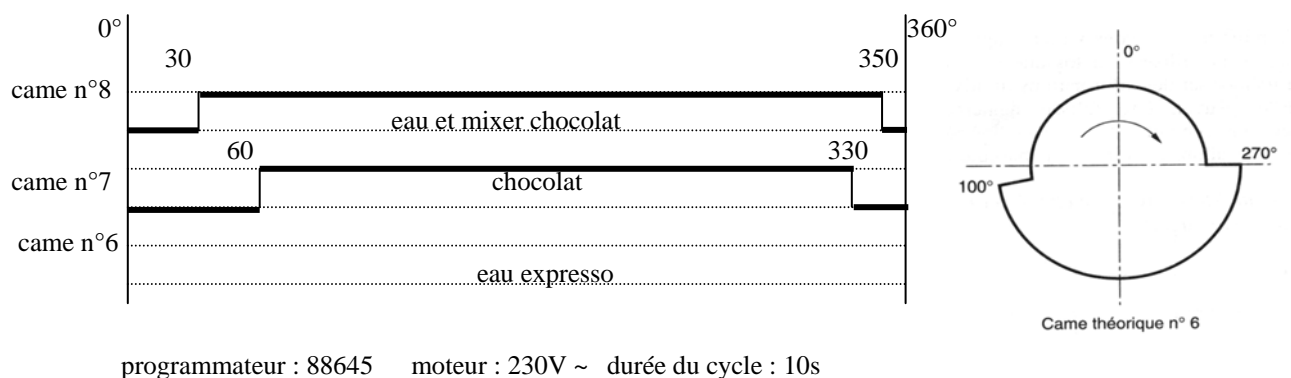 0° 360°
30 350
0°
came n°8
eau et mixer chocolat
60 330
270°
came n°7 chocolat
100°
came n°6
eau expresso
Came théorique n° 6
programmateur : 88645 moteur : 230V ~ durée du cycle : 10s